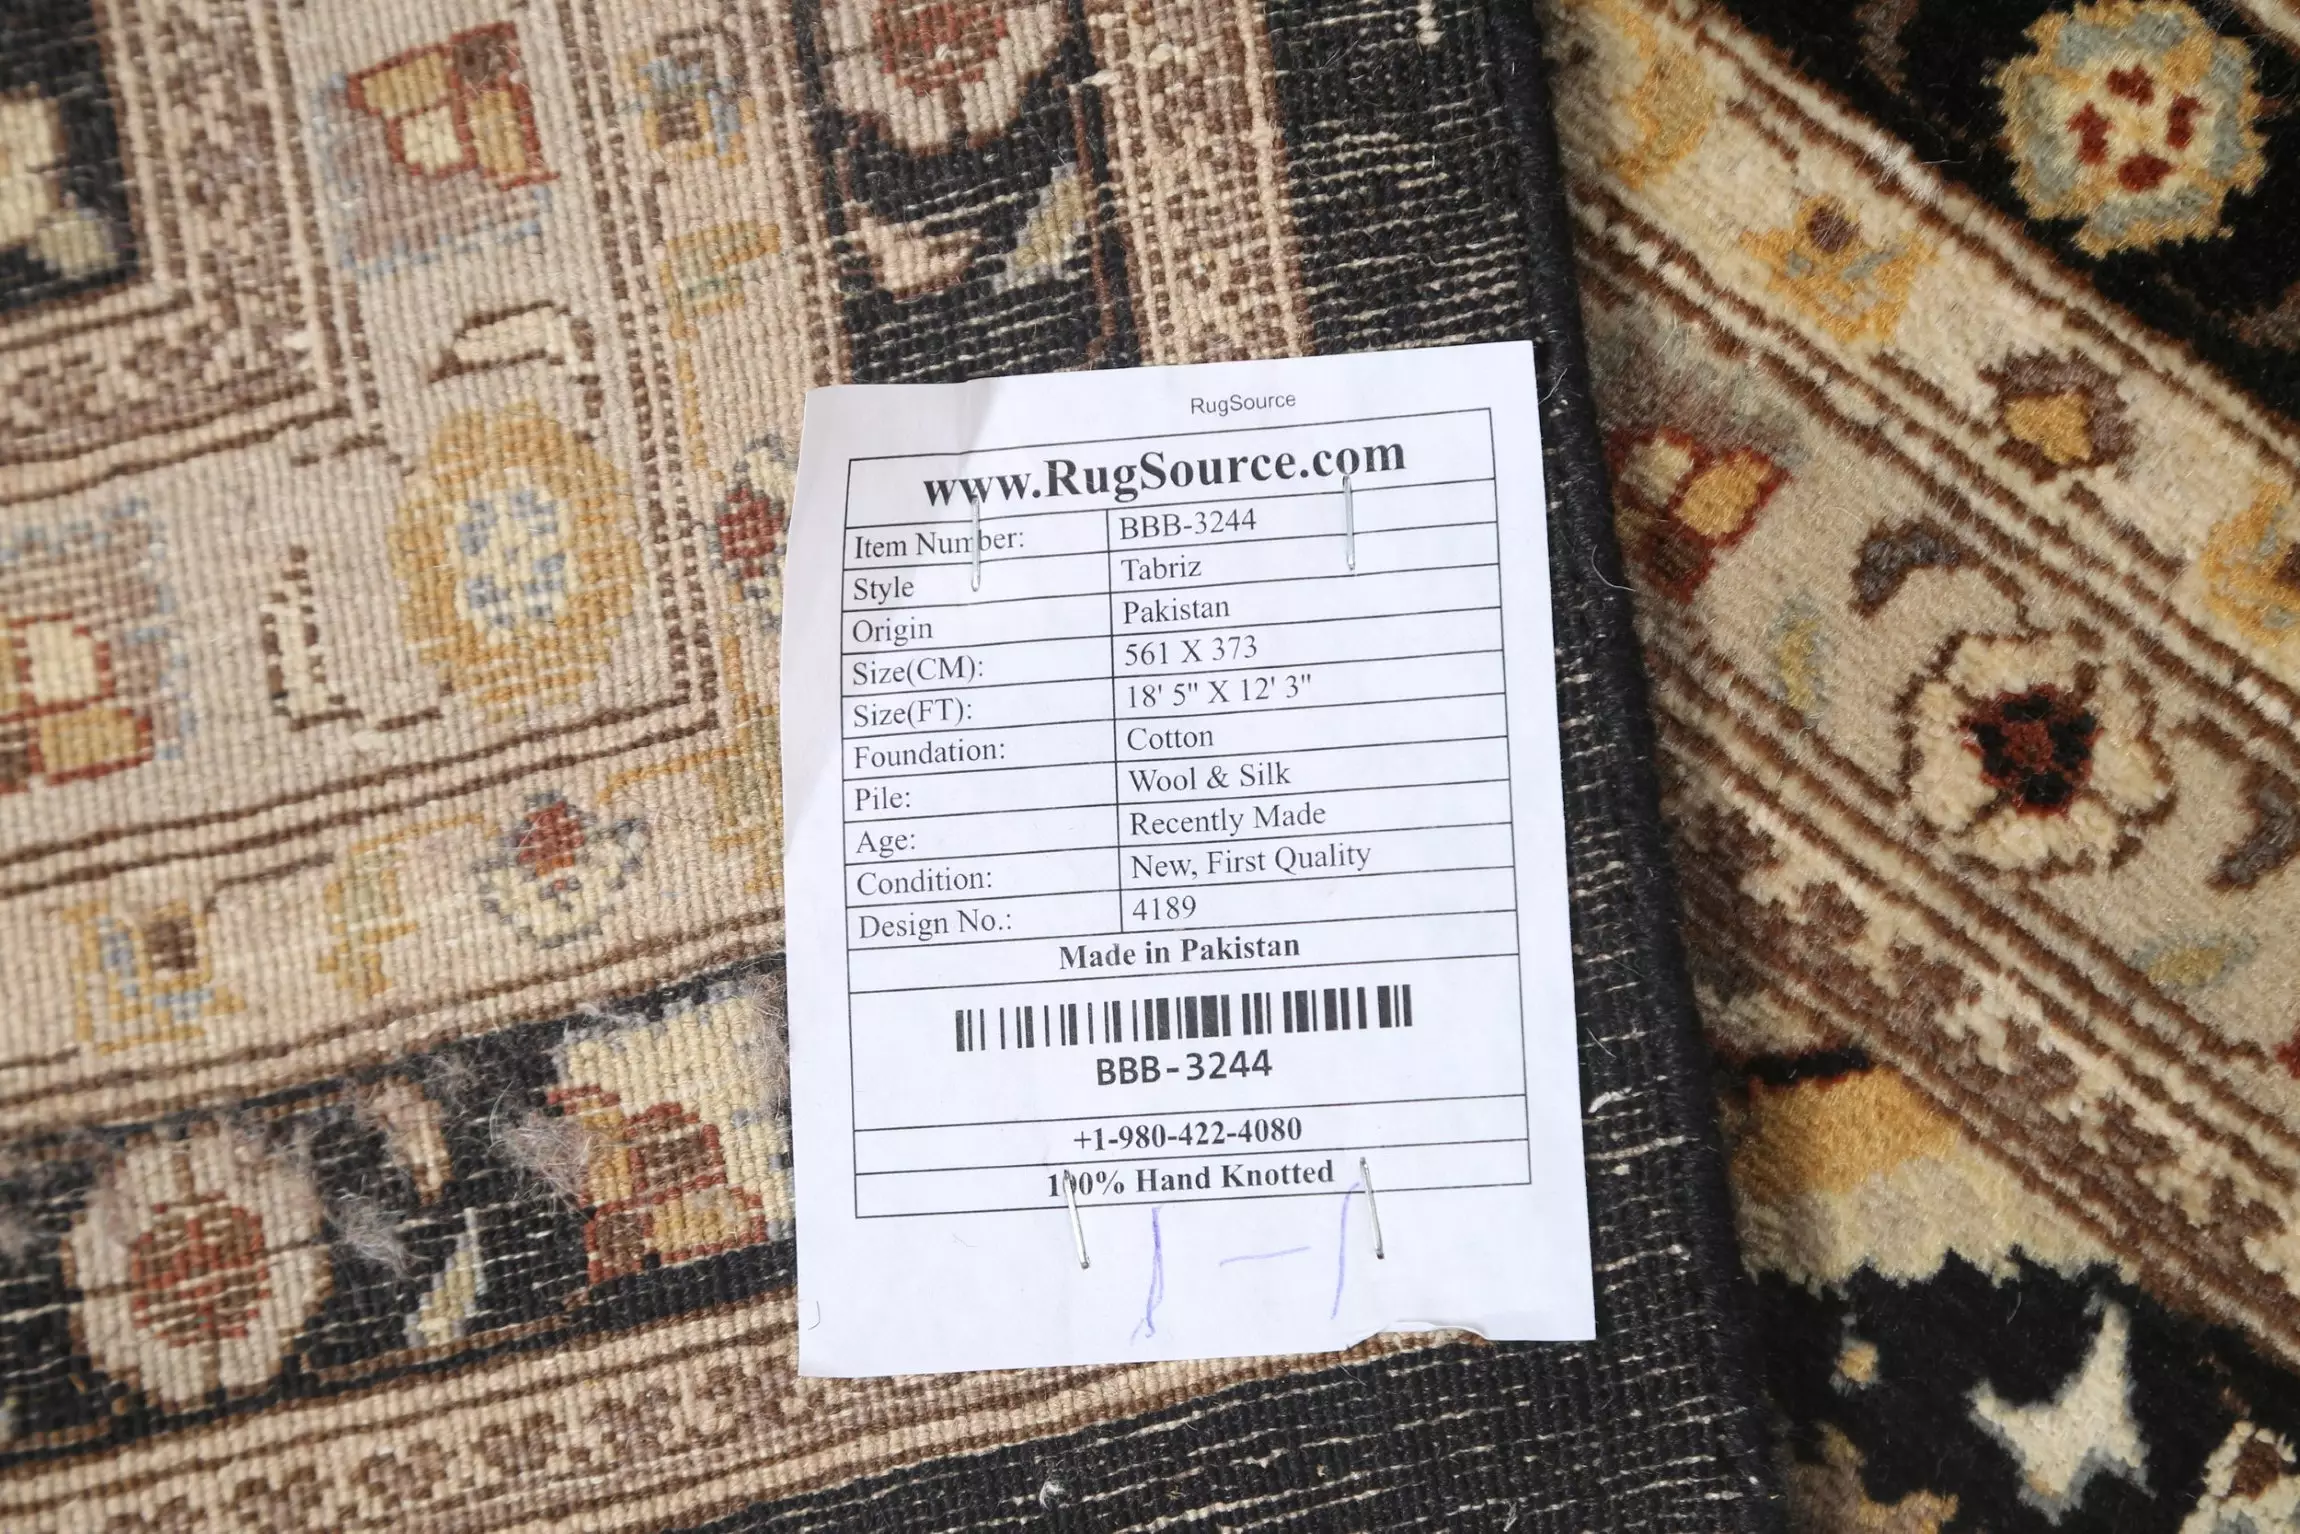 RugSource
www.RugSource.com
Item Number: BBB-3244
Style Tabriz
Origin Pakistan
Size(CM): 561 X 373
Size(FT): 18' 5" X 12' 3"
Foundation: Cotton
Pile: Wool & Silk
Age: Recently Made
Condition: New, First Quality
Design No.: 4189
Made in Pakistan
BBB-3244
+1-980-422-4080
100% Hand Knotted